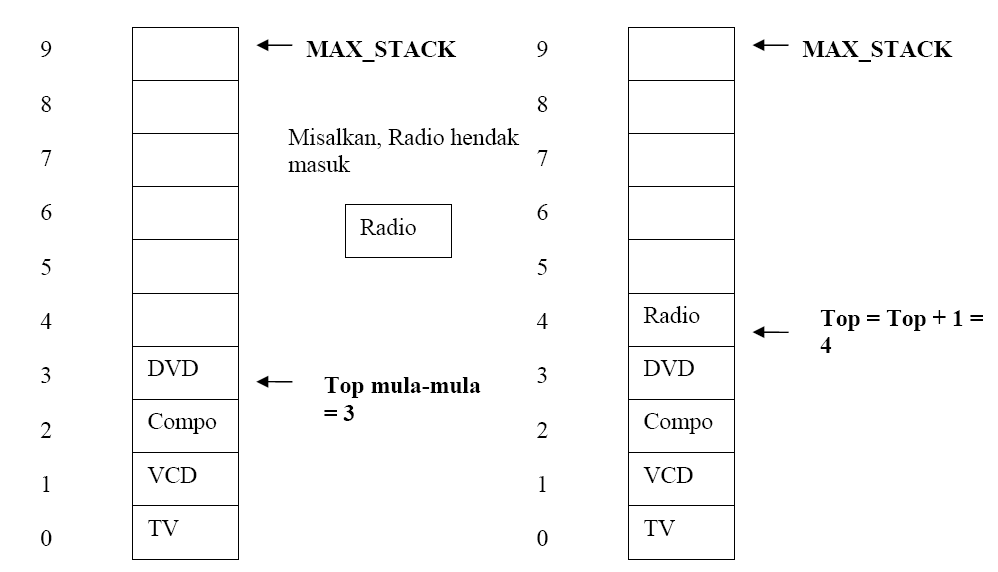 9
MAX_STACK
8
7
6
5
4
3
2
1
0
DVD
Compo
VCD
TV
Top mula-mula
= 3
Misalkan, Radio hendak
masuk
Radio
9
MAX_STACK
8
7
6
5
4
3
2
1
0
Radio
DVD
Compo
VCD
TV
Top = Top + 1 =
4